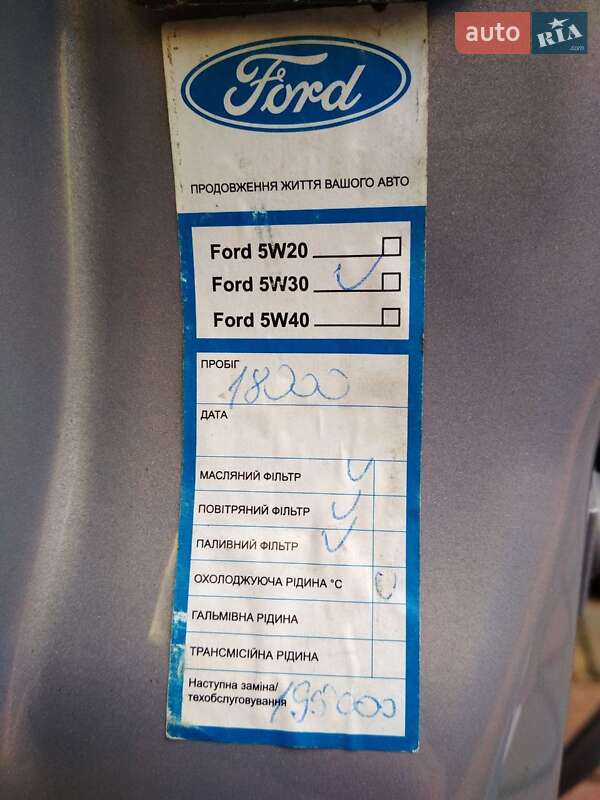 auto RIA.com
Ford
ПРОДОВЖЕННЯ ЖИТТЯ ВАШОГО АВТО
Ford 5W20
Ford 5W30
Ford 5W40
ПРОБІГ
18000
ДАТА
МАСЛЯНИЙ ФІЛЬТР
ПОВІТРЯНИЙ ФІЛЬТР
ПАЛИВНИЙ ФІЛЬТР
ОХОЛОДЖУЮЧА РІДИНА °C
ГАЛЬМІВНА РІДИНА
ТРАНСМІСІЙНА РІДИНА
Наступна заміна/
техобслуговування 195000